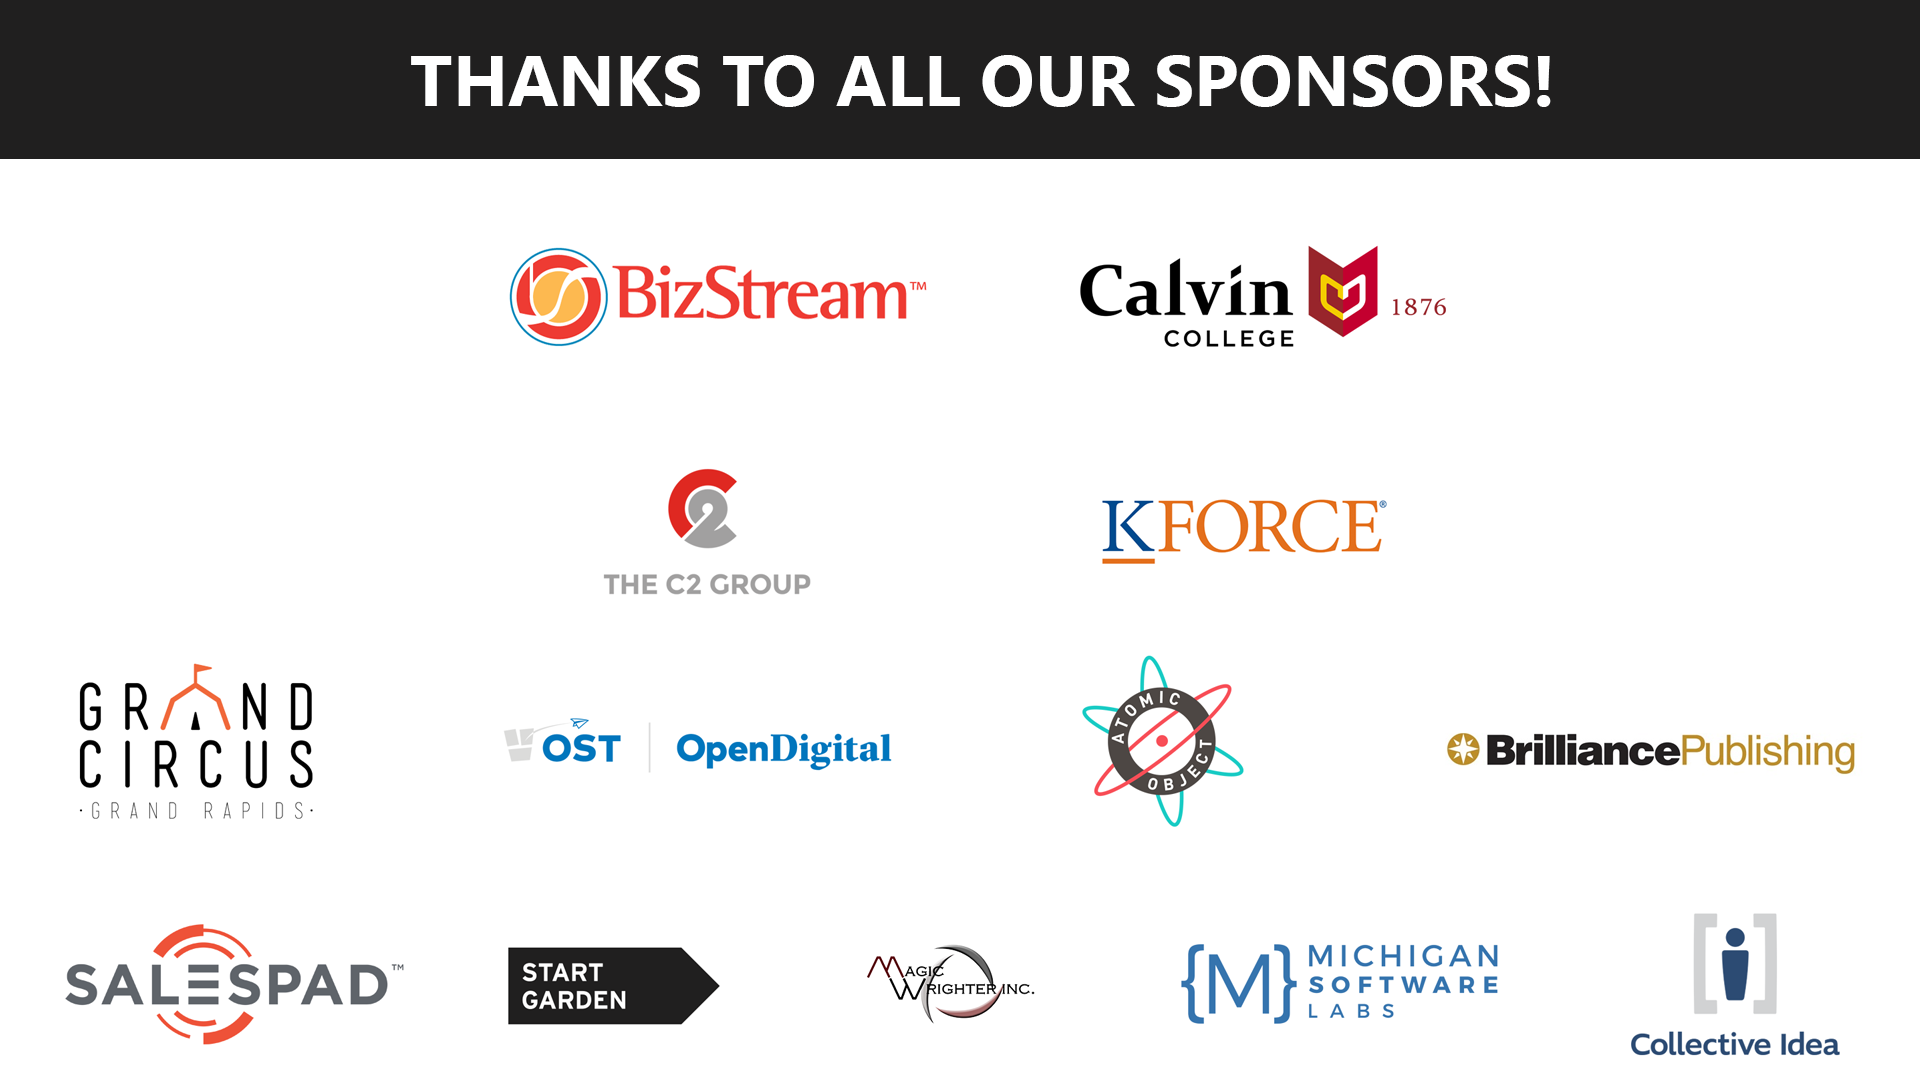 THANKS TO ALL OUR SPONSORS!
BizStream™
Calvin
COLLEGE
1876
C2
THE C2 GROUP
KFORCE®
GRAND
CIRCUS
·GRAND RAPIDS·
OST
OpenDigital
ATOMIC
OBJECT
BrilliancePublishing
SALESPAD™
START
GARDEN
MAGIC
WRIGHTER, INC.
{M}
MICHIGAN
SOFTWARE
LABS
[i]
Collective Idea